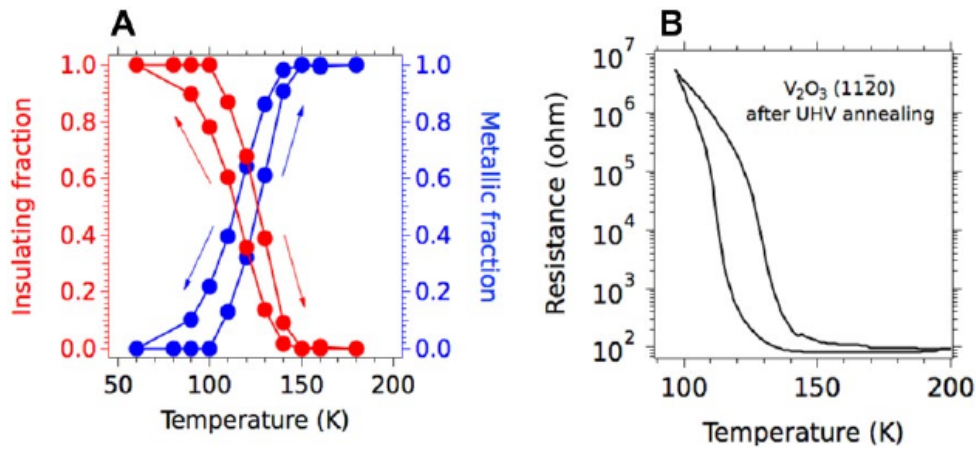 A
1.0
0.8
0.6
0.4
0.2
0.0
Insulating fraction
1.0
0.8
0.6
0.4
0.2
0.0
Metallic fraction
50 100 150 200
Temperature (K)
B
V₂O₃ (112̅0)
after UHV annealing
10⁷
10⁶
10⁵
10⁴
10³
10²
Resistance (ohm)
100 150 200
Temperature (K)